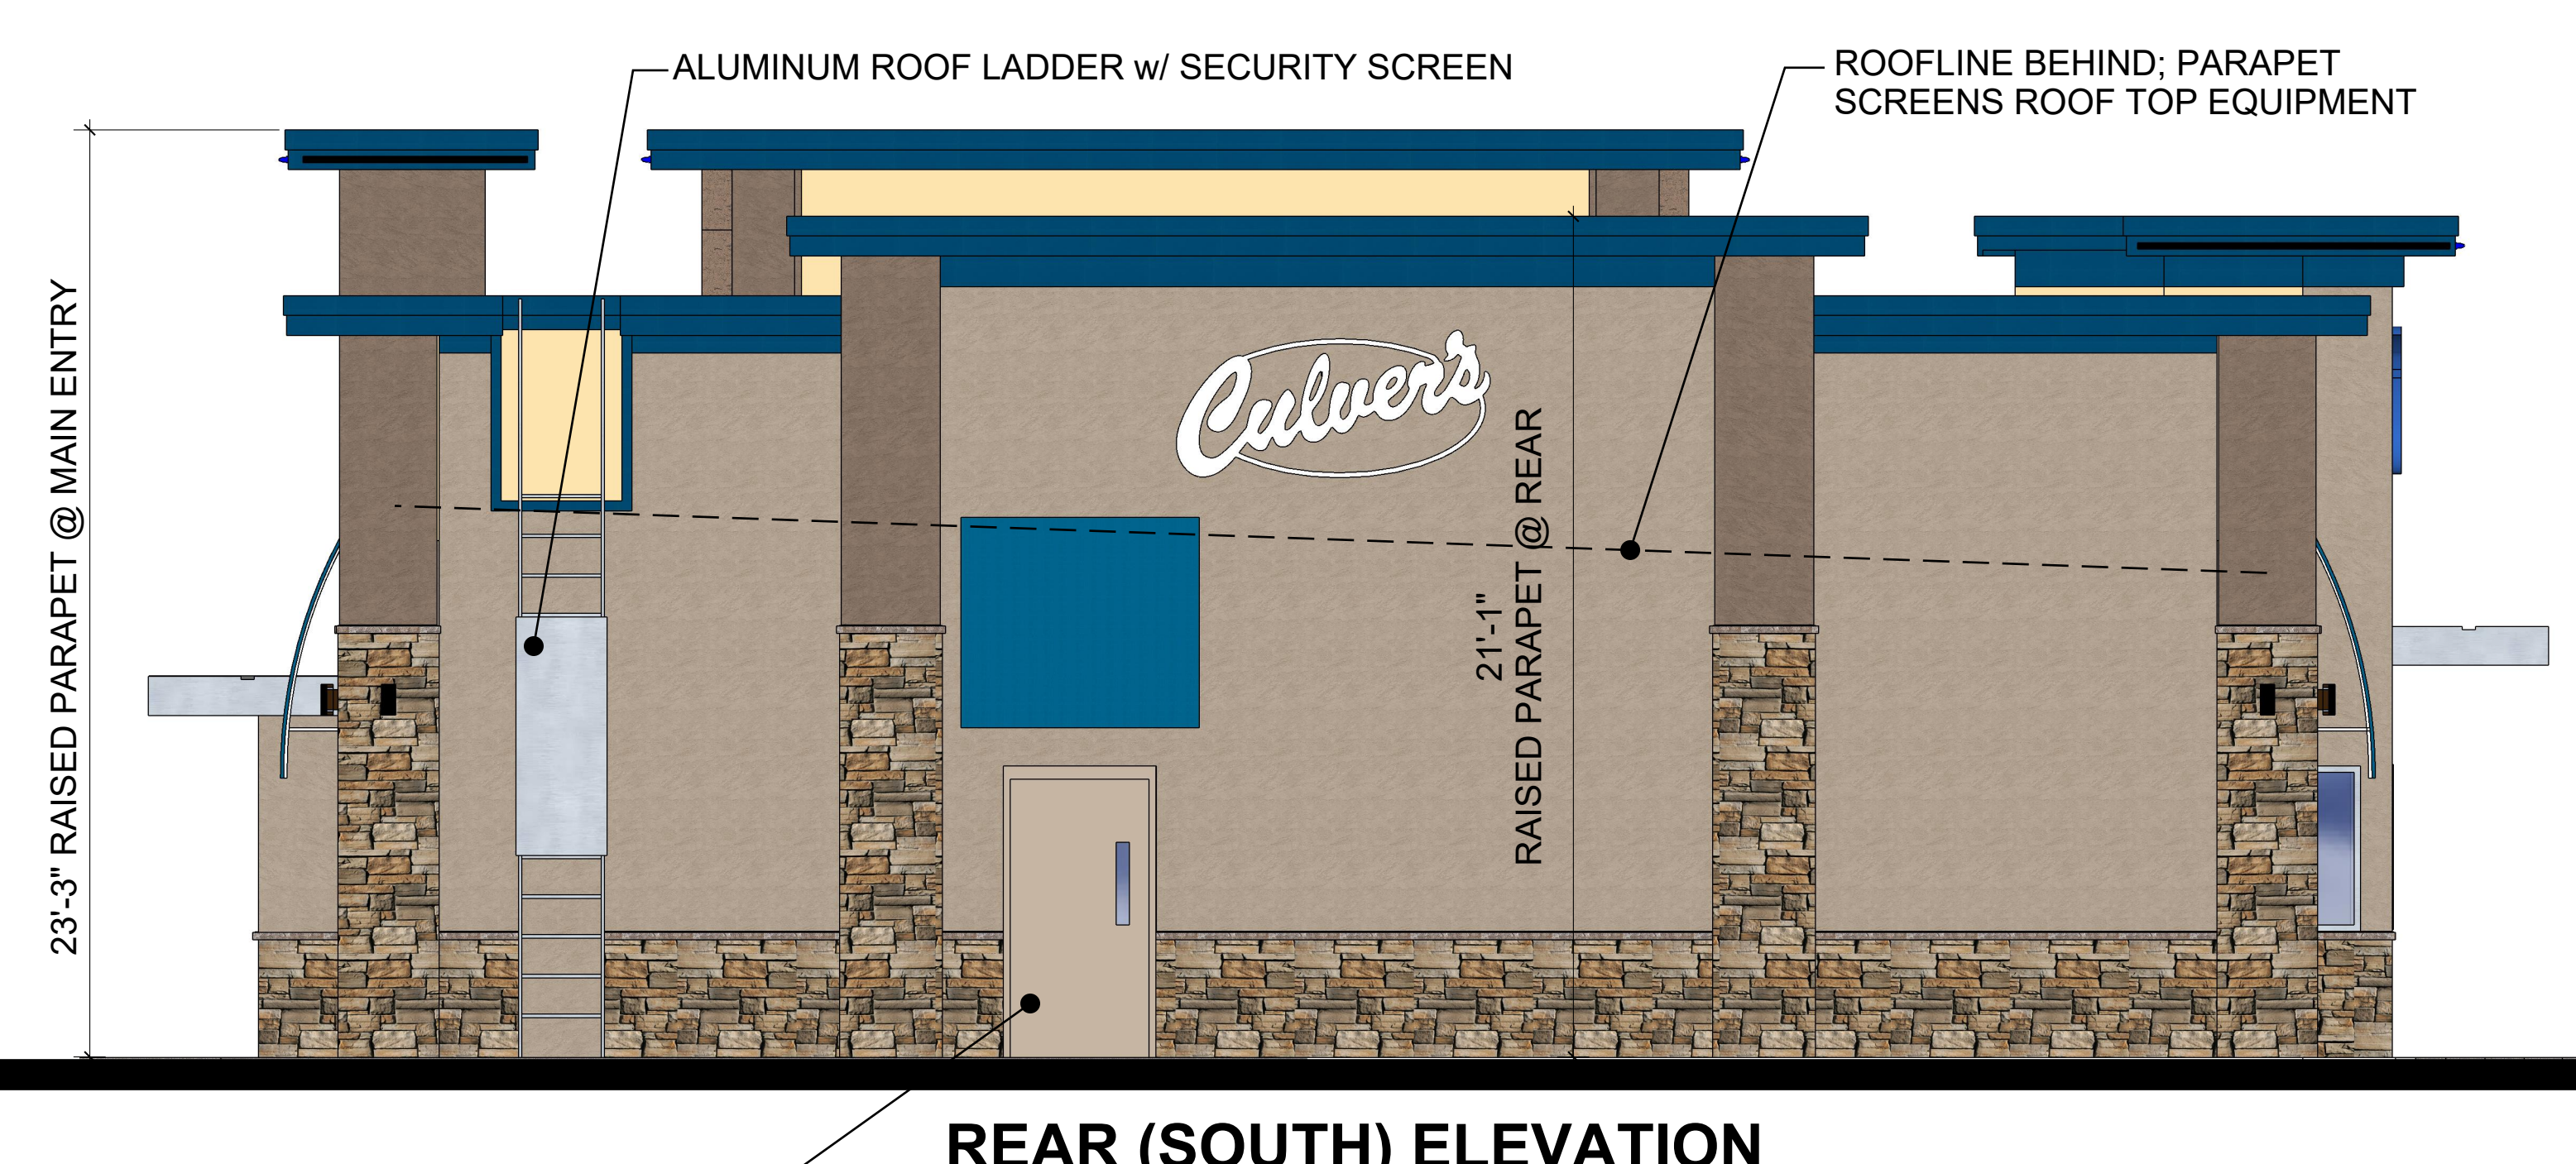 ALUMINUM ROOF LADDER w/ SECURITY SCREEN
ROOFLINE BEHIND; PARAPET
SCREENS ROOF TOP EQUIPMENT
23'-3" RAISED PARAPET @ MAIN ENTRY
Culver's
21'-1"
RAISED PARAPET @ REAR
REAR (SOUTH) ELEVATION